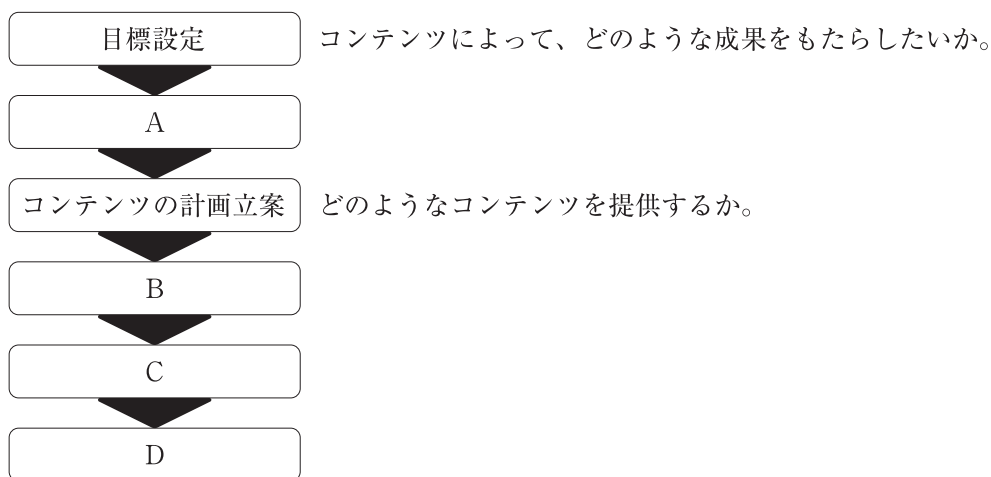 目標設定 コンテンツによって、どのような成果をもたらしたいか。
A
コンテンツの計画立案 どのようなコンテンツを提供するか。
B
C
D